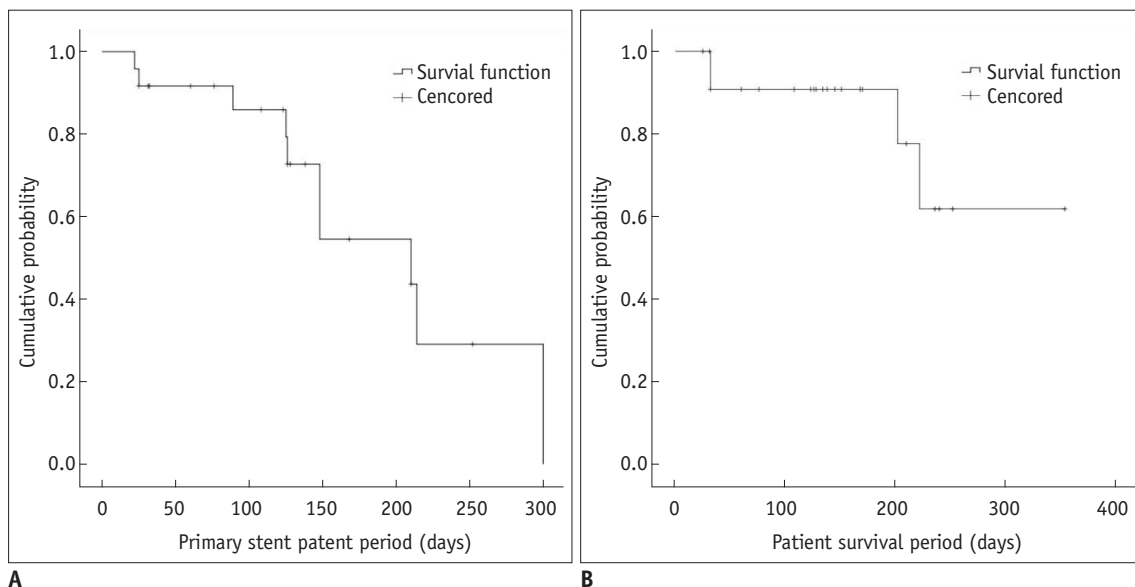 1.0
0.8
0.6
0.4
0.2
0.0
Cumulative probability
Survial function
Cencored
0 50 100 150 200 250 300
Primary stent patent period (days)
A
1.0
0.8
0.6
0.4
0.2
0.0
Cumulative probability
Survial function
Cencored
0 200 200 300 400
Patient survival period (days)
B